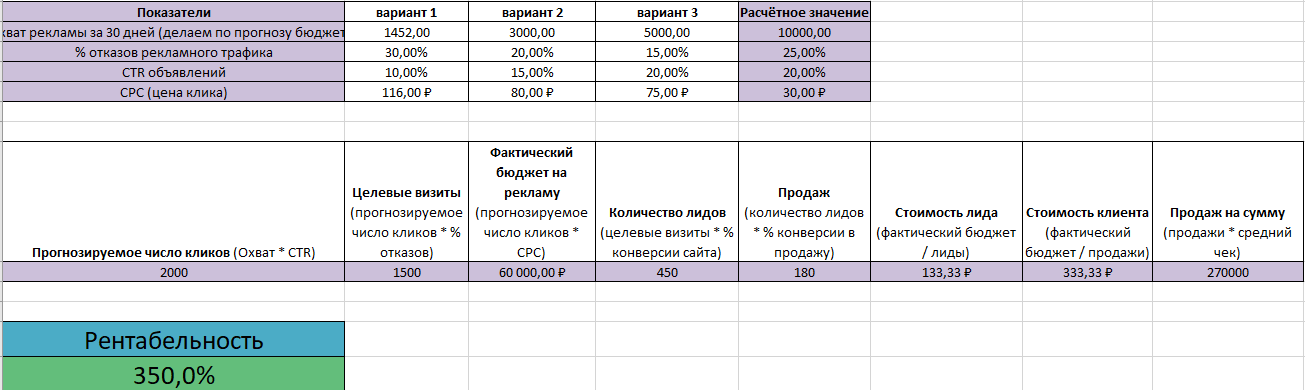 Показатели вариант 1 вариант 2 вариант 3 Расчётное значение
хват рекламы за 30 дней (делаем по прогнозу бюджет 1452,00 3000,00 5000,00 10000,00
% отказов рекламного трафика 30,00% 20,00% 15,00% 25,00%
CTR объявлений 10,00% 15,00% 20,00% 20,00%
CPC (цена клика) 116,00 ₽ 80,00 ₽ 75,00 ₽ 30,00 ₽
Прогнозируемое число кликов (Охват * CTR)
Целевые визиты
(прогнозируемое
число кликов * %
отказов)
Фактический
бюджет на
рекламу
(прогнозируемое
число кликов *
CPC)
Количество лидов
(целевые визиты * %
конверсии сайта)
Продаж
(количество лидов
* % конверсии в
продажу)
Стоимость лида
(фактический бюджет
/ лиды)
Стоимость клиента
(фактический
бюджет / продажи)
Продаж на сумму
(продажи * средний
чек)
2000 1500 60 000,00 ₽ 450 180 133,33 ₽ 333,33 ₽ 270000
Рентабельность
350,0%